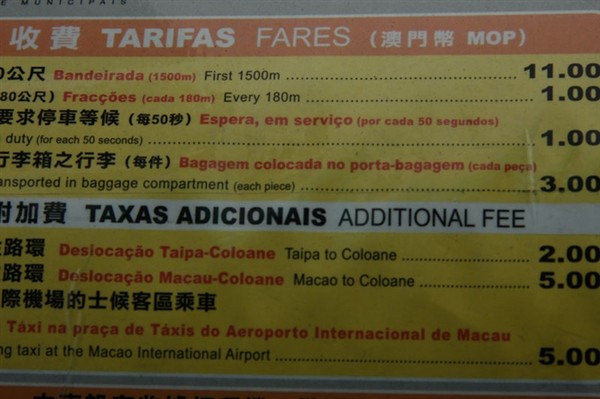 E MUNICIPAIS
收費 TARIFAS FARES (澳門幣 MOP)
0公尺 Bandeirada (1500m) First 1500m 11.00
80公尺) Fracções (cada 180m) Every 180m 1.00
要求停車等候 (每50秒) Espera, em serviço (por cada 50 segundos)
duty (for each 50 seconds) 1.00
行李箱之行李 (每件) Bagagem colocada no porta-bagagem (cada peça)
ransported in baggage compartment (each piece) 3.00
附加費 TAXAS ADICIONAIS ADDITIONAL FEE
路環 Deslocação Taipa-Coloane Taipa to Coloane 2.00
路環 Deslocação Macau-Coloane Macao to Coloane 5.00
際機場的士候客區乘車
Táxi na praça de Táxis do Aeroporto Internacional de Macau
ng taxi at the Macao International Airport 5.00